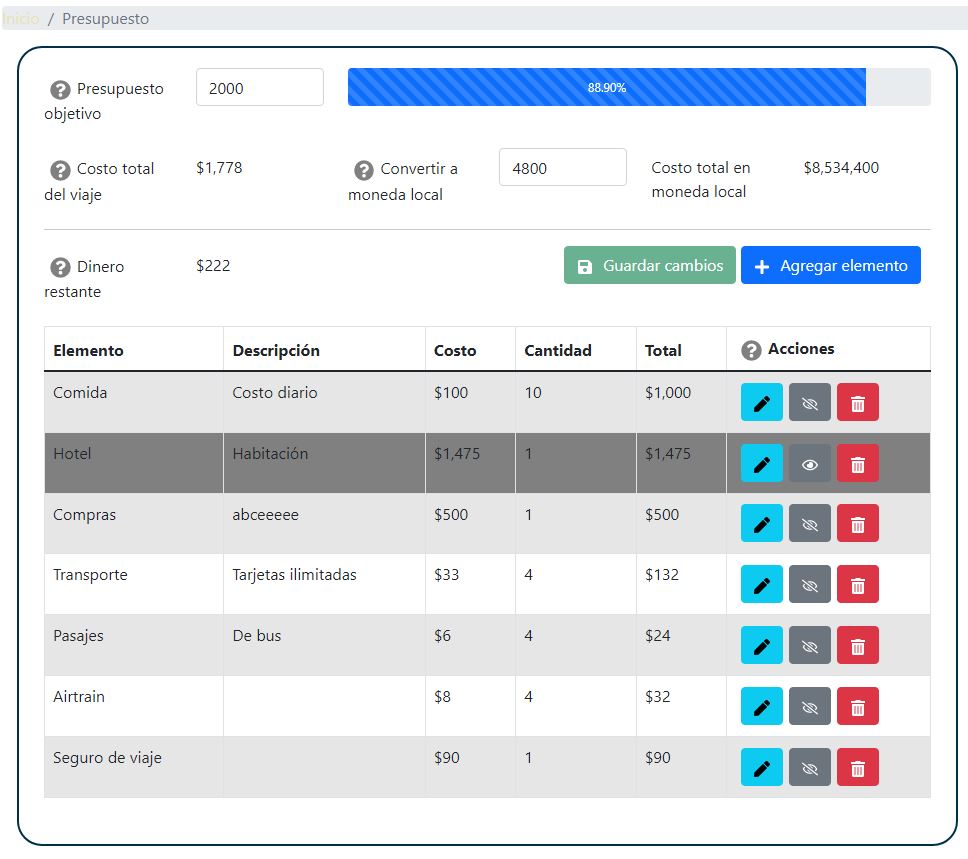 Inicio / Presupuesto
Presupuesto objetivo 2000 88.90%
Costo total del viaje $1,778 Convertir a moneda local 4800 Costo total en moneda local $8,534,400
Dinero restante $222 Guardar cambios Agregar elemento
Elemento Descripción Costo Cantidad Total Acciones
Comida Costo diario $100 10 $1,000
Hotel Habitación $1,475 1 $1,475
Compras abceeeee $500 1 $500
Transporte Tarjetas ilimitadas $33 4 $132
Pasajes De bus $6 4 $24
Airtrain $8 4 $32
Seguro de viaje $90 1 $90